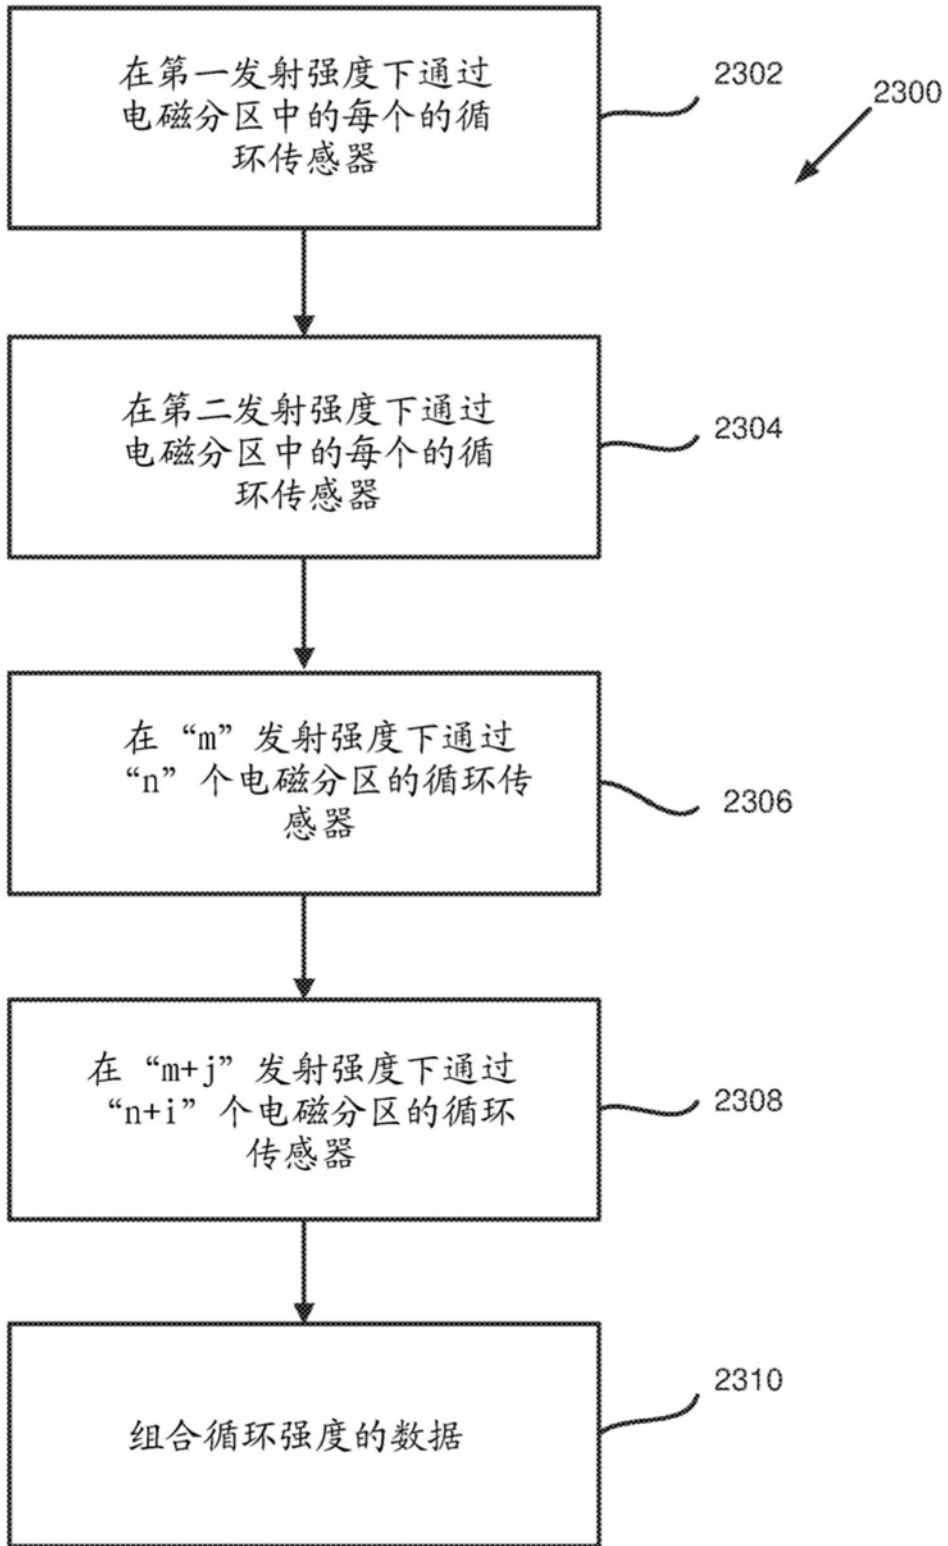 在第一发射强度下通过
电磁分区中的每个的循
环传感器
2302
2300
在第二发射强度下通过
电磁分区中的每个的循
环传感器
2304
在“m”发射强度下通过
“n”个电磁分区的循环传
感器
2306
在“m+j”发射强度下通过
“n+i”个电磁分区的循环
传感器
2308
组合循环强度的数据
2310